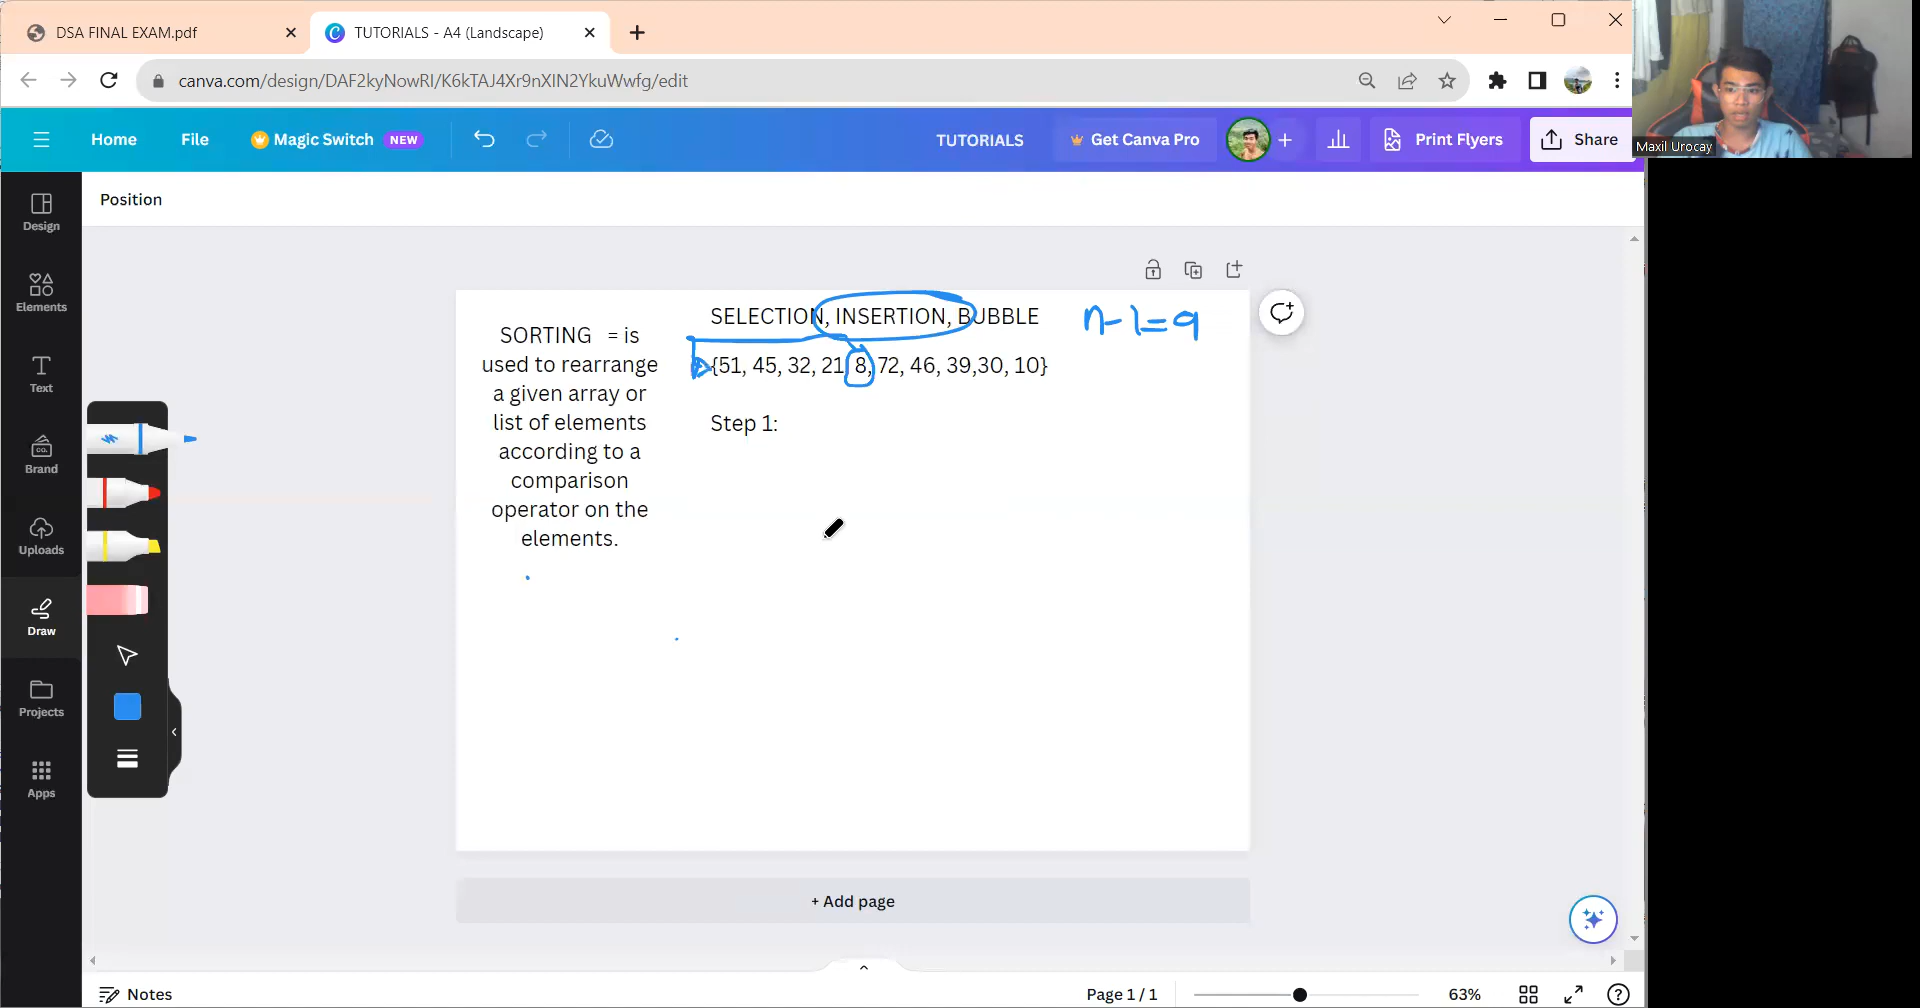 DSA FINAL EXAM.pdf
TUTORIALS - A4 (Landscape)
canva.com/design/DAF2kyNowRI/K6kTAJ4Xr9nXIN2YkuWwfg/edit
Maxil Urocay
Home File Magic Switch NEW TUTORIALS Get Canva Pro Print Flyers Share
Position
Design
Elements
Text
Brand
Uploads
Draw
Projects
Apps
SORTING = is
used to rearrange
a given array or
list of elements
according to a
comparison
operator on the
elements.
SELECTION, INSERTION, BUBBLE
n-1=9
{51, 45, 32, 21, 8, 72, 46, 39,30, 10}
Step 1:
+ Add page
Notes
Page 1 / 1
63%